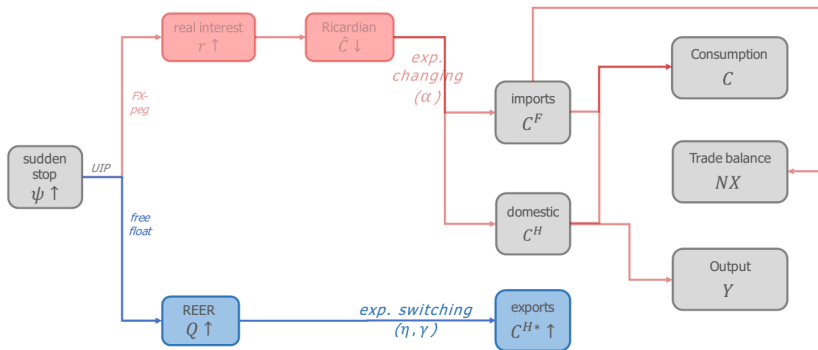 real interest
r ↑
Ricardian
Ĉ ↓
exp.
changing
(α)
FX-
peg
imports
C^F
Consumption
C
sudden
stop
ψ ↑
UIP
Trade balance
NX
domestic
C^H
free
float
Output
Y
REER
Q ↑
exp. switching
(η, γ)
exports
C^{H*} ↑